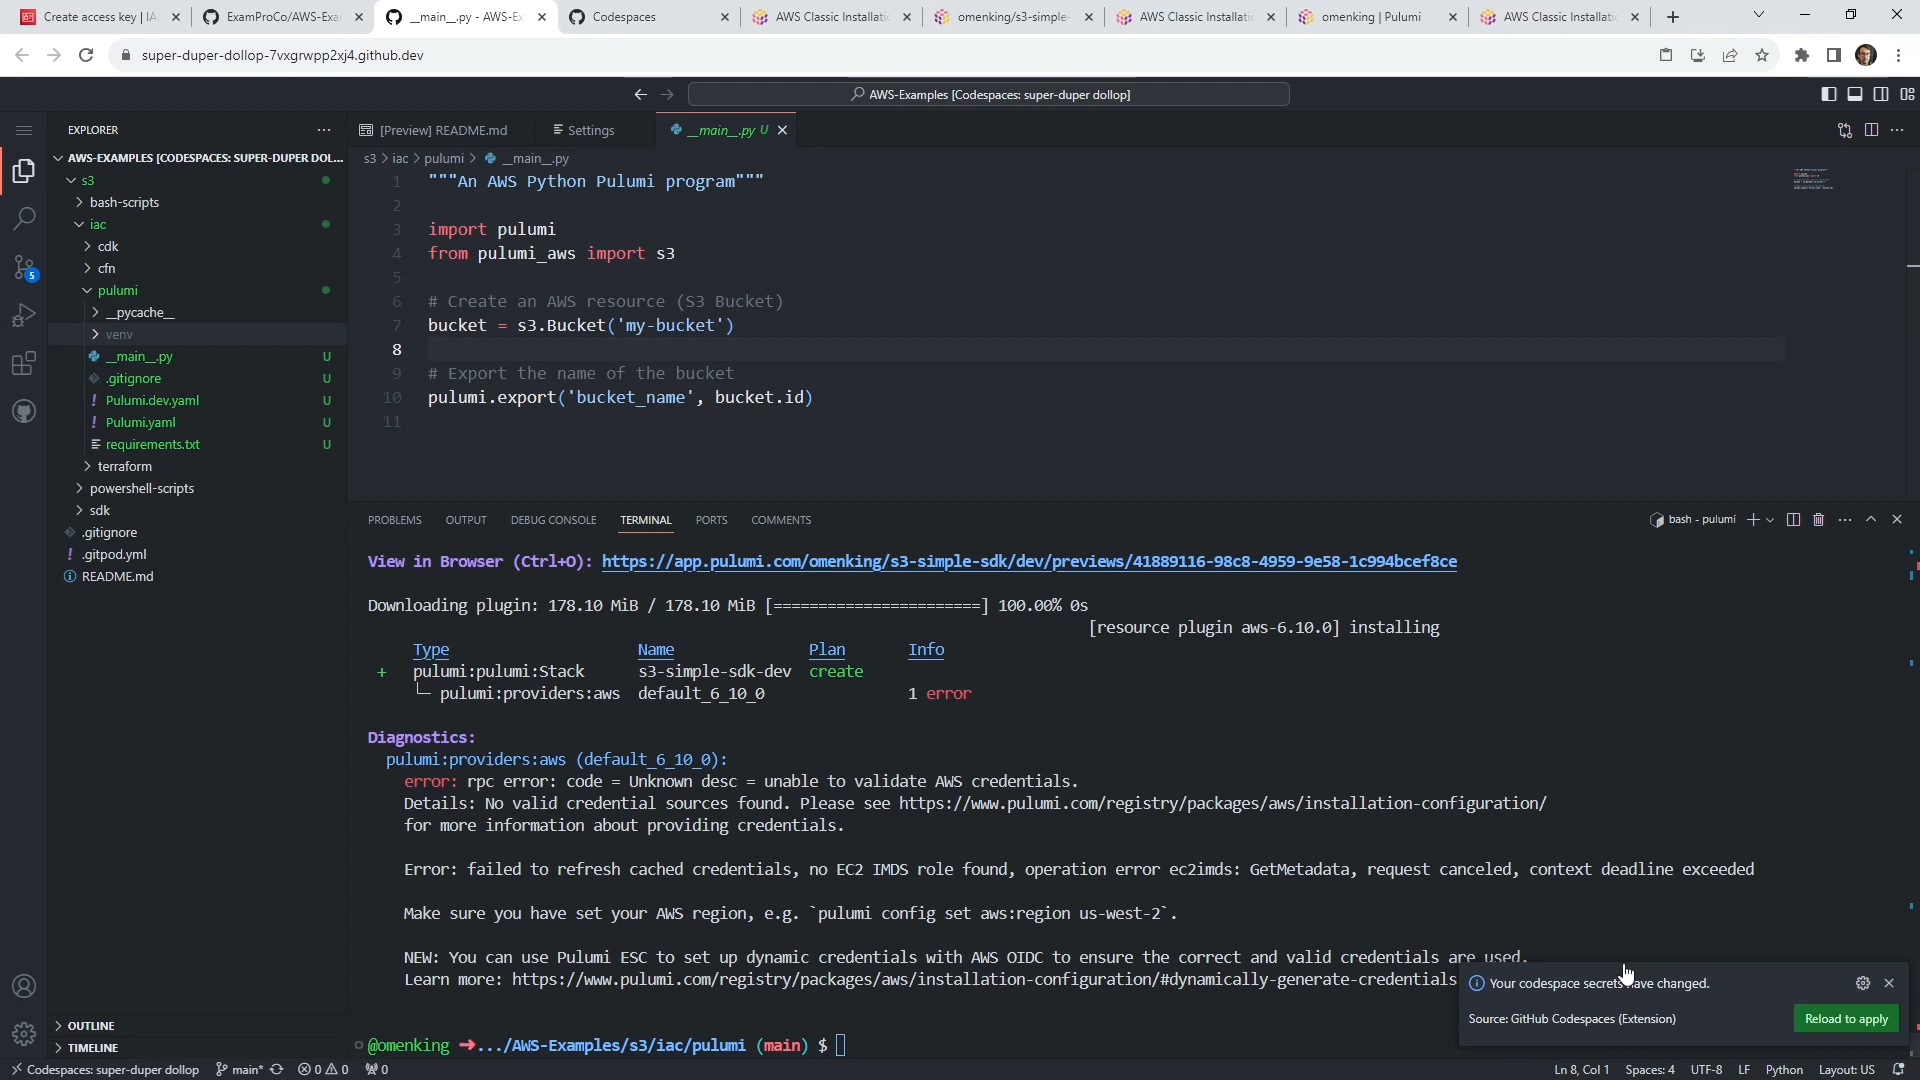 Create access key | IA
ExamProCo/AWS-Exa
__main__.py - AWS-E
Codespaces
AWS Classic Installati
omenking/s3-simple-
AWS Classic Installati
omenking | Pulumi
AWS Classic Installati
super-duper-dollop-7vxgrwpp2xj4.github.dev
AWS-Examples [Codespaces: super-duper dollop]
EXPLORER
AWS-EXAMPLES [CODESPACES: SUPER-DUPER DOL...
s3
bash-scripts
iac
cdk
cfn
pulumi
__pycache__
venv
__main__.py U
.gitignore U
Pulumi.dev.yaml U
Pulumi.yaml U
requirements.txt U
terraform
powershell-scripts
sdk
.gitignore
.gitpod.yml
README.md
OUTLINE
TIMELINE
5
[Preview] README.md
Settings
__main__.py U
s3 > iac > pulumi > __main__.py
1 """An AWS Python Pulumi program"""
2
3 import pulumi
4 from pulumi_aws import s3
5
6 # Create an AWS resource (S3 Bucket)
7 bucket = s3.Bucket('my-bucket')
8
9 # Export the name of the bucket
10 pulumi.export('bucket_name', bucket.id)
11
PROBLEMS OUTPUT DEBUG CONSOLE TERMINAL PORTS COMMENTS
bash - pulumi
View in Browser (Ctrl+O): https://app.pulumi.com/omenking/s3-simple-sdk/dev/previews/41889116-98c8-4959-9e58-1c994bcef8ce
Downloading plugin: 178.10 MiB / 178.10 MiB [=======================] 100.00% 0s
[resource plugin aws-6.10.0] installing
Type Name Plan Info
+ pulumi:pulumi:Stack s3-simple-sdk-dev create
└─ pulumi:providers:aws default_6_10_0 1 error
Diagnostics:
pulumi:providers:aws (default_6_10_0):
error: rpc error: code = Unknown desc = unable to validate AWS credentials.
Details: No valid credential sources found. Please see https://www.pulumi.com/registry/packages/aws/installation-configuration/
for more information about providing credentials.
Error: failed to refresh cached credentials, no EC2 IMDS role found, operation error ec2imds: GetMetadata, request canceled, context deadline exceeded
Make sure you have set your AWS region, e.g. `pulumi config set aws:region us-west-2`.
NEW: You can use Pulumi ESC to set up dynamic credentials with AWS OIDC to ensure the correct and valid credentials are used.
Learn more: https://www.pulumi.com/registry/packages/aws/installation-configuration/#dynamically-generate-credentials
@omenking ➜.../AWS-Examples/s3/iac/pulumi (main) $
Your codespace secrets have changed.
Source: GitHub Codespaces (Extension)
Reload to apply
Codespaces: super-duper dollop main* 0 0 0
Ln 8, Col 1 Spaces: 4 UTF-8 LF Python Layout: US